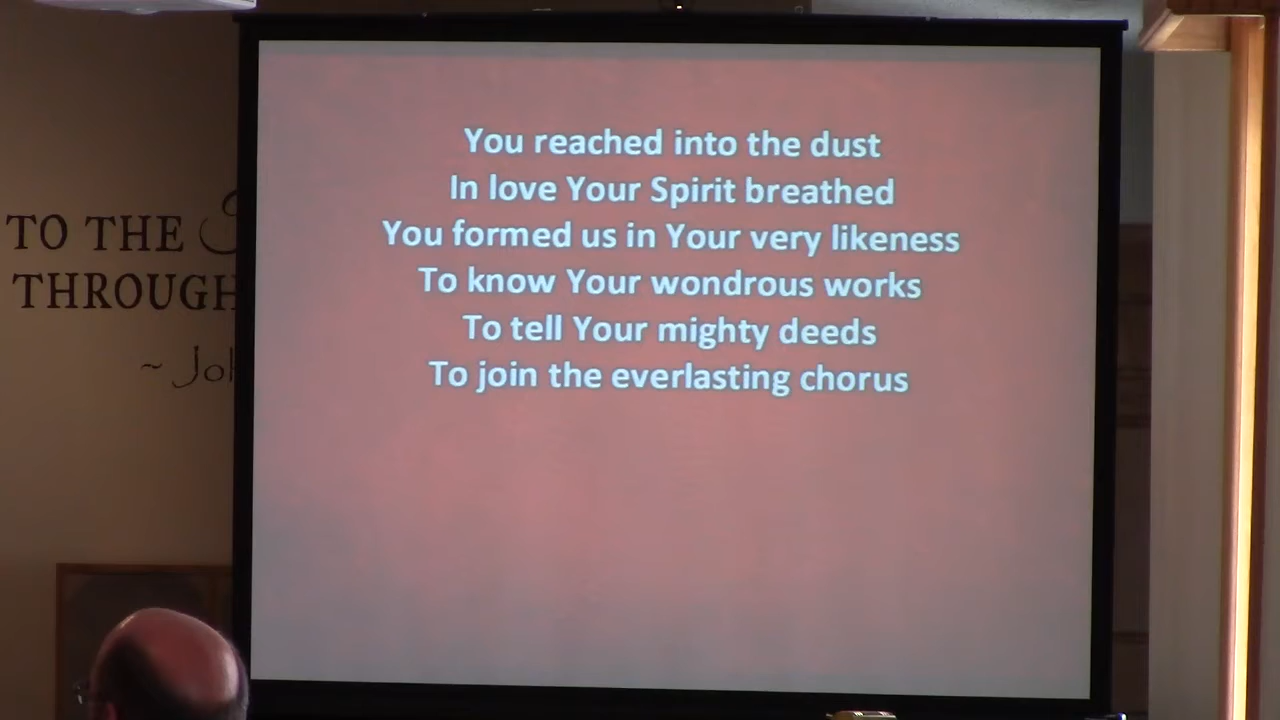 TO THE
THROUGH
~ Joh
You reached into the dust
In love Your Spirit breathed
You formed us in Your very likeness
To know Your wondrous works
To tell Your mighty deeds
To join the everlasting chorus